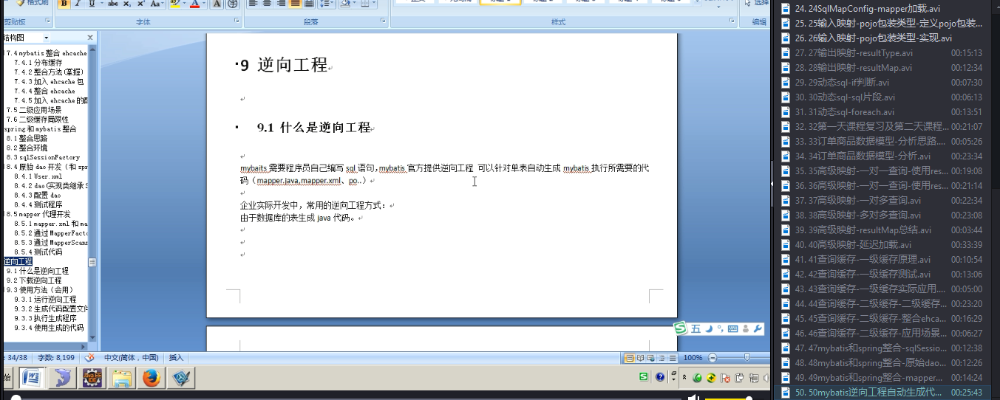 格式刷
剪贴板
字体
段落
样式
选择
编辑
结构图
7.4 mybatis 整合 ehcache
7.4.1 分布缓存
7.4.2 整合方法(掌握)
7.4.3 加入 ehcache 包
7.4.4 整合 ehcache
7.4.5 加入 ehcache 的配
7.5 二级应用场景
7.6 二级缓存局限性
spring 和 mybatis 整合
8.1 整合思路
8.2 整合环境
8.3 sqlSessionFactory
8.4 原始 dao 开发（和 spr
8.4.1 User.xml
8.4.2 dao(实现类继承S
8.4.3 配置 dao
8.4.4 测试程序
8.5 mapper 代理开发
8.5.1 mapper.xml 和 ma
8.5.2 通过 MapperFacto
8.5.3 通过 MapperScann
8.5.4 测试代码
逆向工程
9.1 什么是逆向工程
9.2 下载逆向工程
9.3 使用方法（会用）
9.3.1 运行逆向工程
9.3.2 生成代码配置文件
9.3.3 执行生成程序
9.3.4 使用生成的代码
9 逆向工程
9.1 什么是逆向工程
mybaits 需要程序员自己编写 sql 语句,mybatis 官方提供逆向工程 可以针对单表自动生成 mybatis 执行所需要的代
码（mapper.java,mapper.xml、po..）
企业实际开发中，常用的逆向工程方式：
由于数据库的表生成 java 代码。
五
: 34/38 字数: 8,199 中文(简体，中国) 插入 100%
始
24. 24SqlMapConfig-mapper加载.avi
25. 25输入映射-pojo包装类型-定义pojo包装...
26. 26输入映射-pojo包装类型-实现.avi
27. 27输出映射-resultType.avi 00:15:13
28. 28输出映射-resultMap.avi 00:12:34
29. 29动态sql-if判断.avi 00:07:30
30. 30动态sql-sql片段.avi 00:06:13
31. 31动态sql-foreach.avi 00:13:51
32. 32第一天课程复习及第二天课程... 00:21:07
33. 33订单商品数据模型-分析思路.... 00:05:26
34. 34订单商品数据模型-分析.avi 00:23:34
35. 35高级映射-一对一查询-使用res... 00:19:08
36. 36高级映射-一对一查询-使用res... 00:21:14
37. 37高级映射-一对多查询.avi 00:22:34
38. 38高级映射-多对多查询.avi 00:23:08
39. 39高级映射-resultMap总结.avi 00:03:44
40. 40高级映射-延迟加载.avi 00:33:39
41. 41查询缓存-一级缓存原理.avi 00:10:54
42. 42查询缓存-一级缓存测试.avi 00:13:06
43. 43查询缓存-一级缓存实际应用.... 00:05:00
44. 44查询缓存-二级缓存-二级缓存... 00:23:20
45. 45查询缓存-二级缓存-整合ehca... 00:16:29
46. 46查询缓存-二级缓存-应用场景... 00:06:27
47. 47mybatis和spring整合-sqlSessio... 00:12:38
48. 48mybatis和spring整合-原始dao... 00:12:26
49. 49mybatis和spring整合-mapper... 00:14:24
50. 50mybatis逆向工程自动生成代... 00:25:43